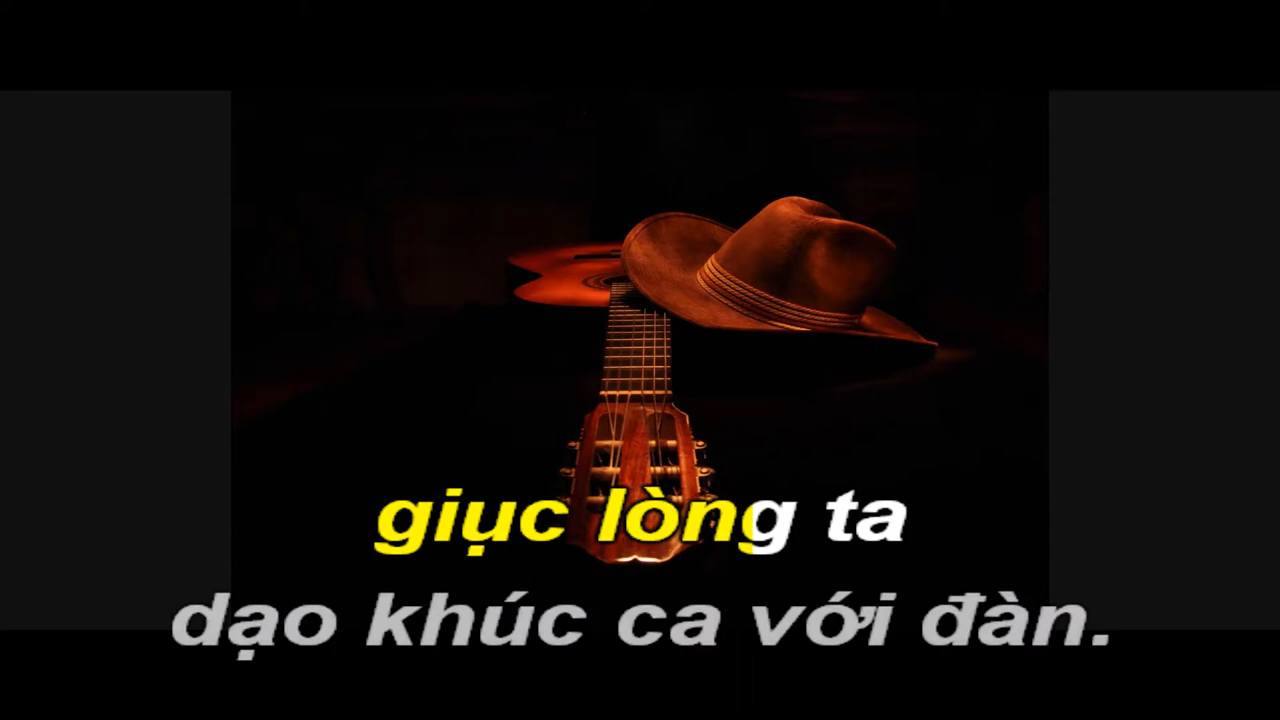 giục lòng ta
dạo khúc ca với đàn.